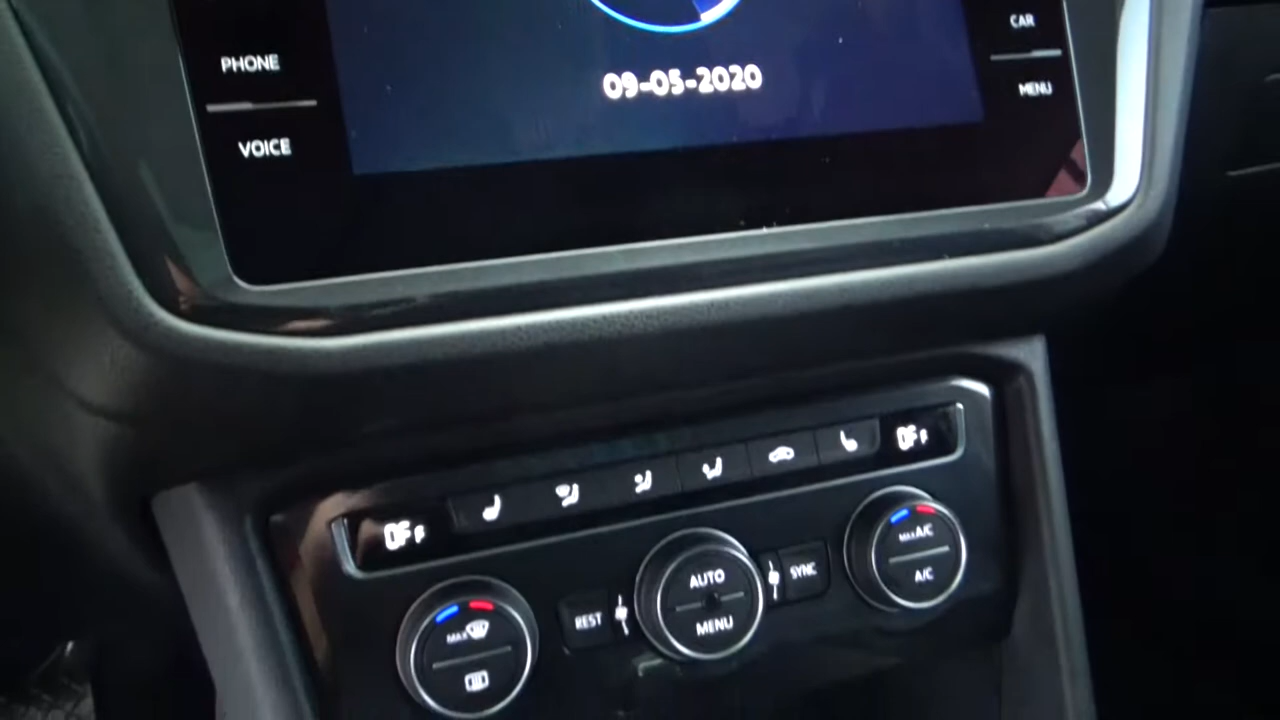 PHONE
VOICE
09-05-2020
CAR
MENU
OFF
OFF
MAX
REST
AUTO
MENU
SYNC
MAX A/C
A/C